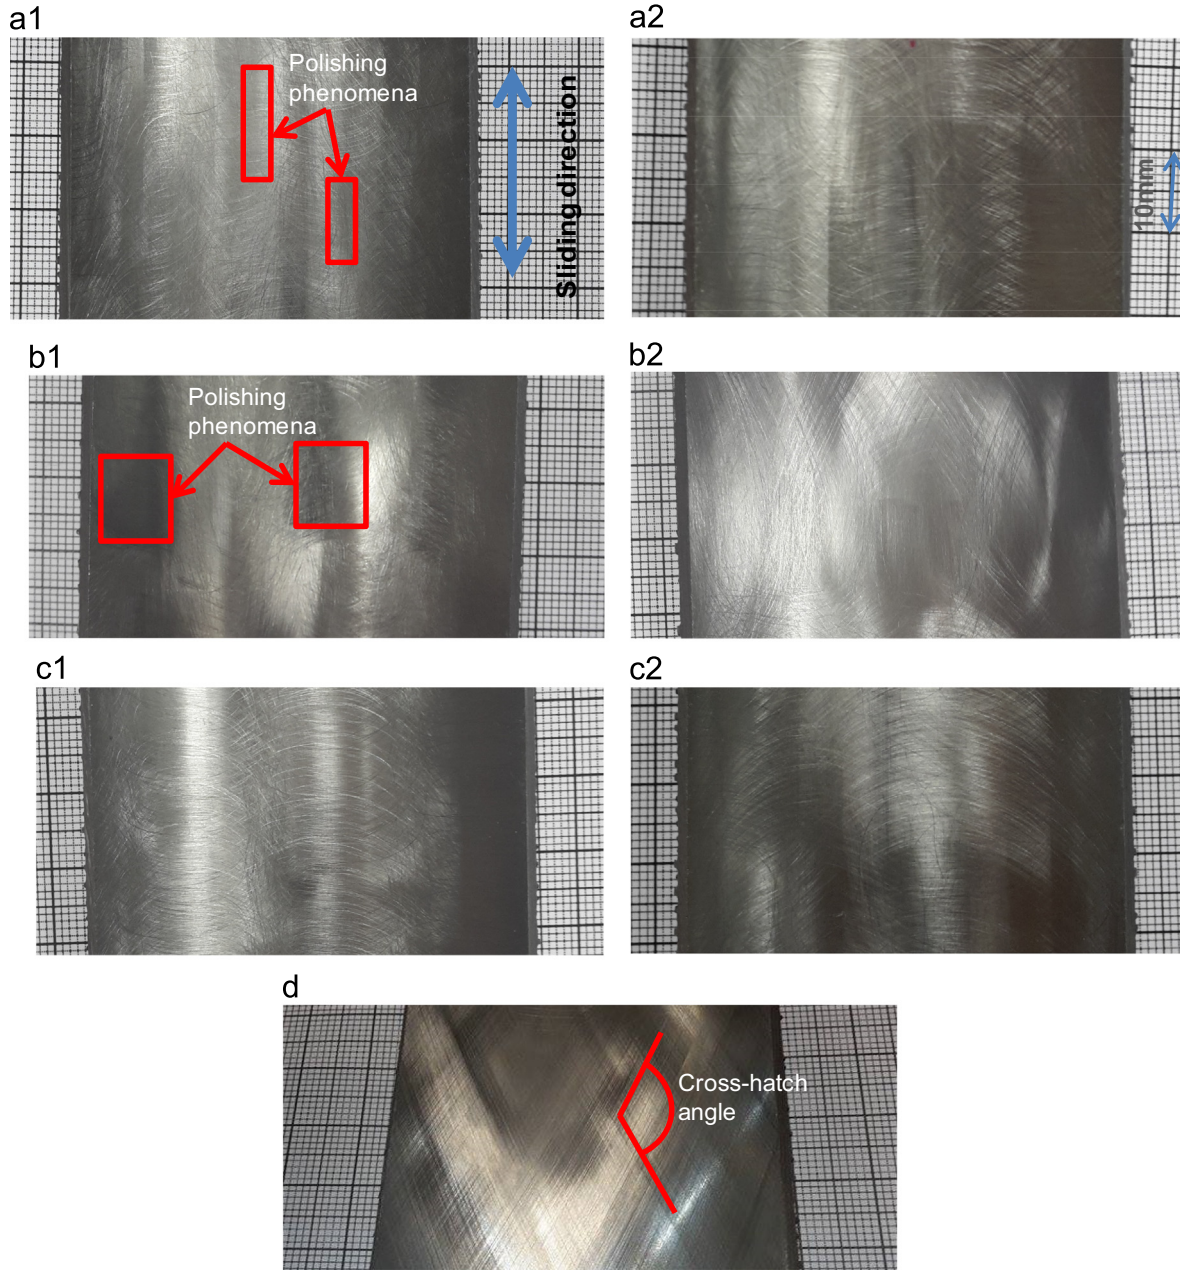 a1
a2
Polishing
phenomena
Sliding direction
10mm
b1
b2
Polishing
phenomena
c1
c2
d
Cross-hatch
angle